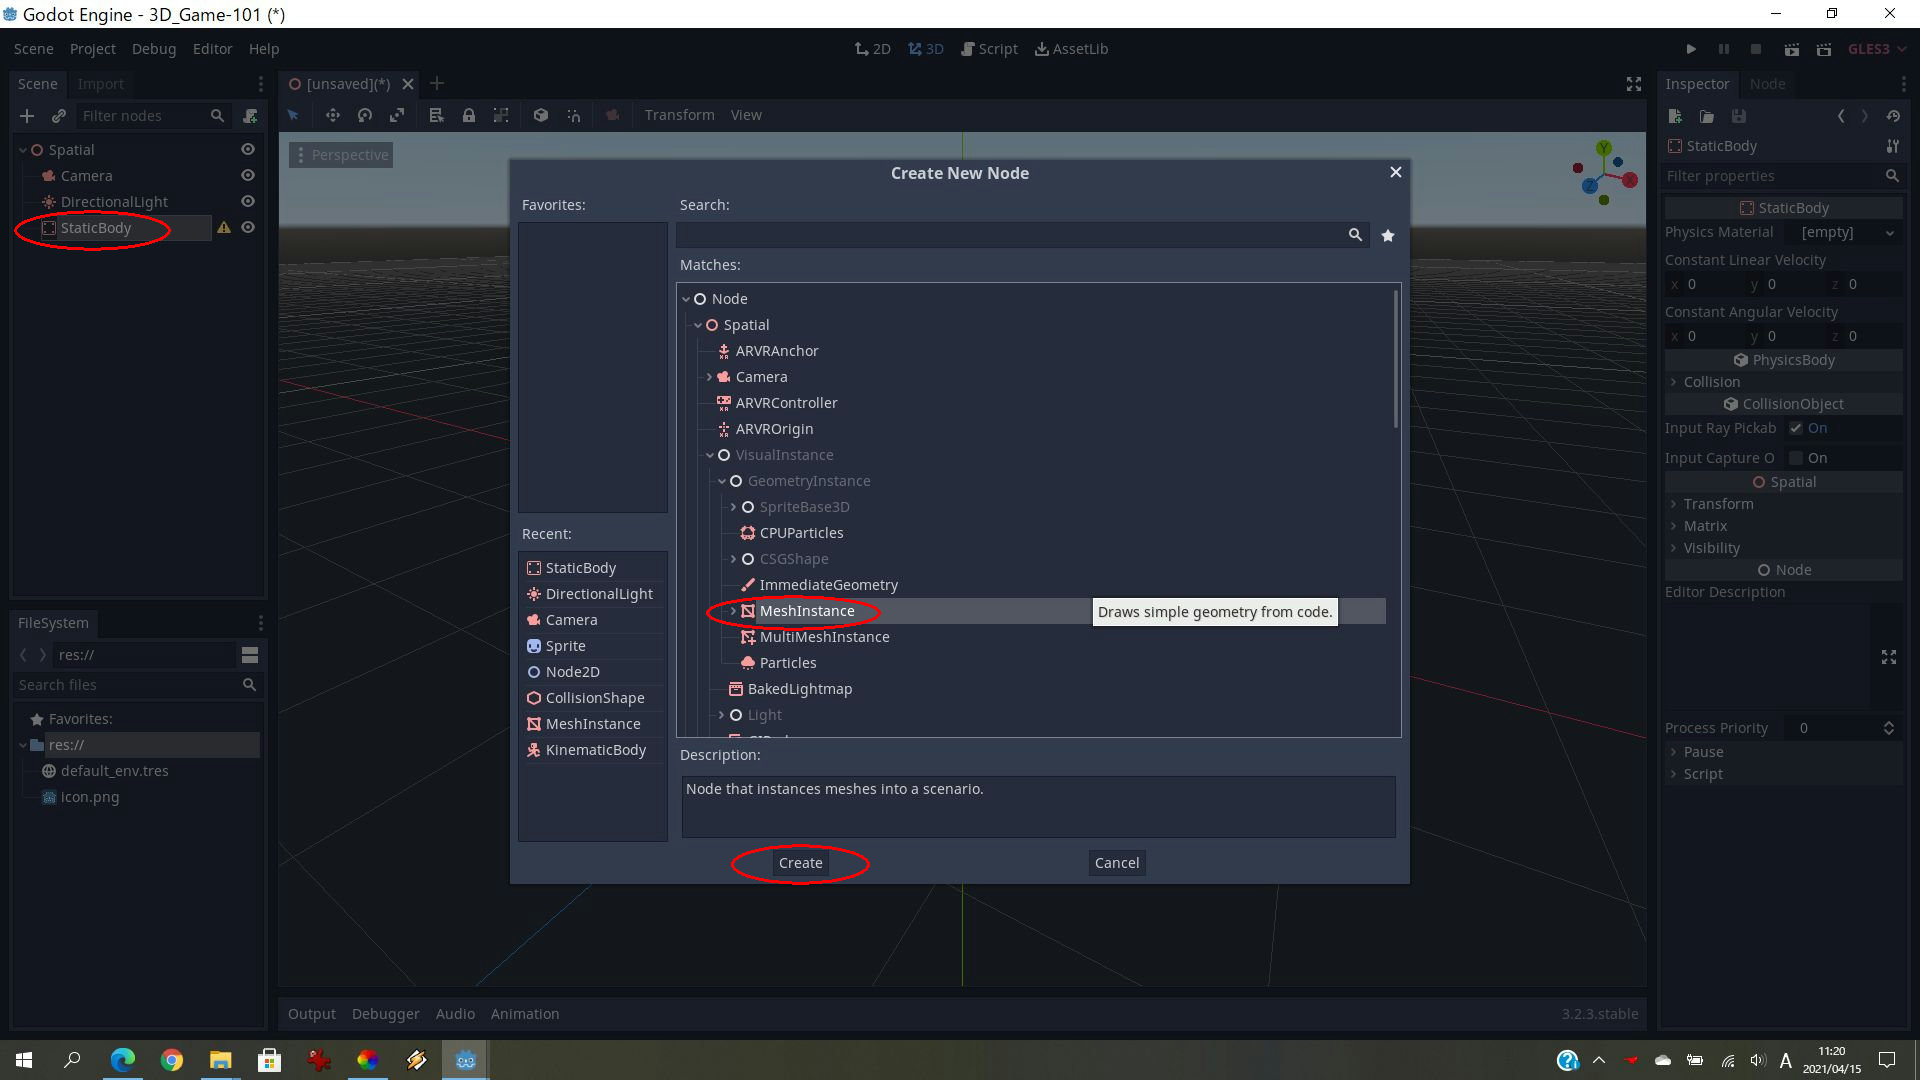 Godot Engine - 3D_Game-101 (*)
Scene Project Debug Editor Help
2D 3D Script AssetLib
GLES3
Scene Import
[unsaved](*)
Inspector Node
Filter nodes
Transform View
Spatial
Camera
DirectionalLight
StaticBody
Perspective
Y
X
Z
Create New Node
Favorites:
Search:
Matches:
Node
Spatial
ARVRAnchor
Camera
ARVRController
ARVROrigin
VisualInstance
GeometryInstance
SpriteBase3D
CPUParticles
CSGShape
ImmediateGeometry
MeshInstance
Draws simple geometry from code.
MultiMeshInstance
Particles
BakedLightmap
Light
Recent:
StaticBody
DirectionalLight
Camera
Sprite
Node2D
CollisionShape
MeshInstance
KinematicBody
Description:
Node that instances meshes into a scenario.
Create Cancel
StaticBody
Filter properties
StaticBody
Physics Material [empty]
Constant Linear Velocity
x 0 y 0 z 0
Constant Angular Velocity
x 0 y 0 z 0
PhysicsBody
Collision
CollisionObject
Input Ray Pickab On
Input Capture O On
Spatial
Transform
Matrix
Visibility
Node
Editor Description
Process Priority 0
Pause
Script
FileSystem
res://
Search files
Favorites:
res://
default_env.tres
icon.png
Output Debugger Audio Animation
3.2.3.stable
A
11:20
2021/04/15